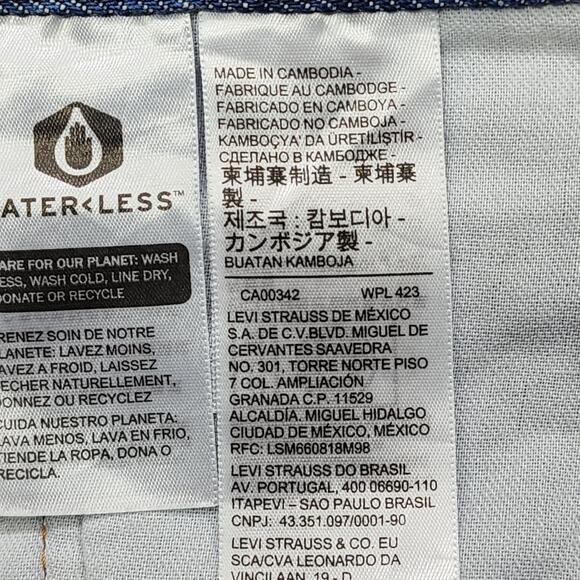 ATER<LESS™
ARE FOR OUR PLANET: WASH
ESS, WASH COLD, LINE DRY,
DONATE OR RECYCLE
RENEZ SOIN DE NOTRE
LANETE: LAVEZ MOINS,
AVEZ A FROID, LAISSEZ
ECHER NATURELLEMENT,
ONNEZ OU RECYCLEZ
CUIDA NUESTRO PLANETA:
LAVA MENOS, LAVA EN FRIO,
TIENDE LA ROPA, DONA O
RECICLA.
MADE IN CAMBODIA -
FABRIQUE AU CAMBODGE -
FABRICADO EN CAMBOYA -
FABRICADO NO CAMBOJA -
KAMBOÇYA' DA ÜRETILIŞTIR -
СДЕЛАНО В КАМБОДЖЕ -
柬埔寨制造 - 柬埔寨
製 -
제조국 : 캄보디아 -
カンボジア製 -
BUATAN KAMBOJA
CA00342 WPL 423
LEVI STRAUSS DE MÉXICO
S.A. DE C.V.BLVD. MIGUEL DE
CERVANTES SAAVEDRA
NO. 301, TORRE NORTE PISO
7 COL. AMPLIACIÓN
GRANADA C.P. 11529
ALCALDÍA. MIGUEL HIDALGO
CIUDAD DE MÉXICO, MÉXICO
RFC: LSM660818M98
LEVI STRAUSS DO BRASIL
AV. PORTUGAL, 400 06690-110
ITAPEVI – SAO PAULO BRASIL
CNPJ: 43.351.097/0001-90
LEVI STRAUSS & CO. EU
SCA/CVA LEONARDO DA
VINCILAAN, 19 - D